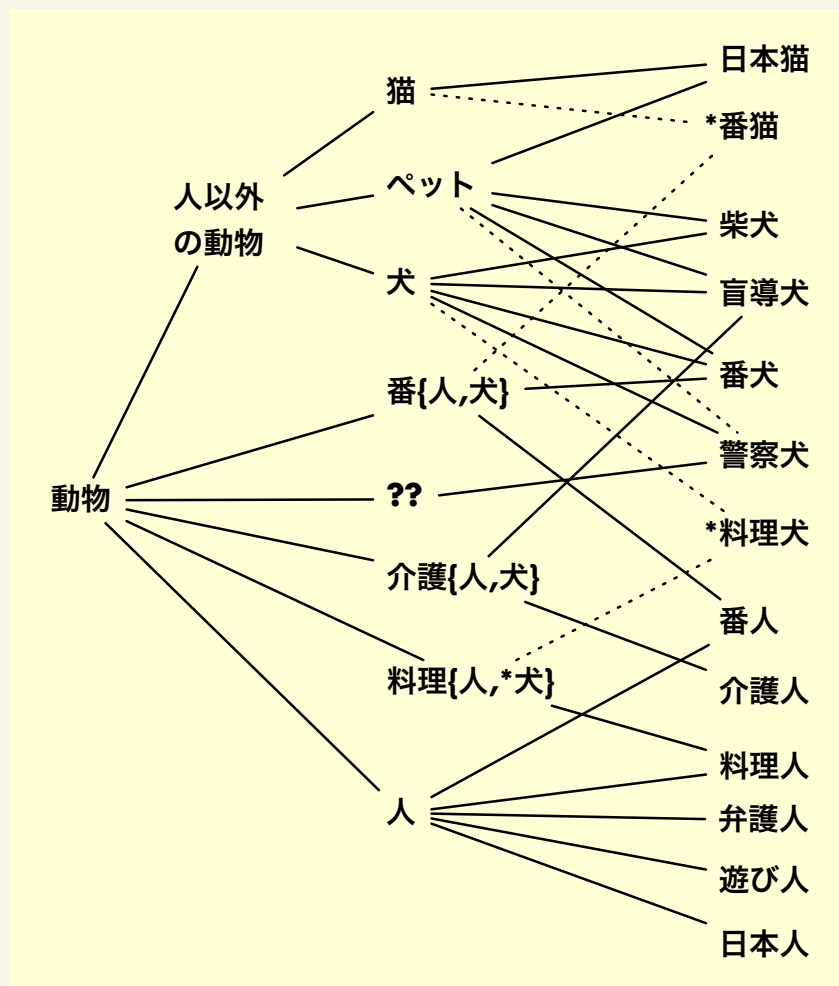 日本猫
猫
*番猫
ペット
人以外
の動物
柴犬
犬
盲導犬
番犬
番{人,犬}
警察犬
動物
??
*料理犬
介護{人,犬}
番人
料理{人,*犬}
介護人
料理人
人
弁護人
遊び人
日本人